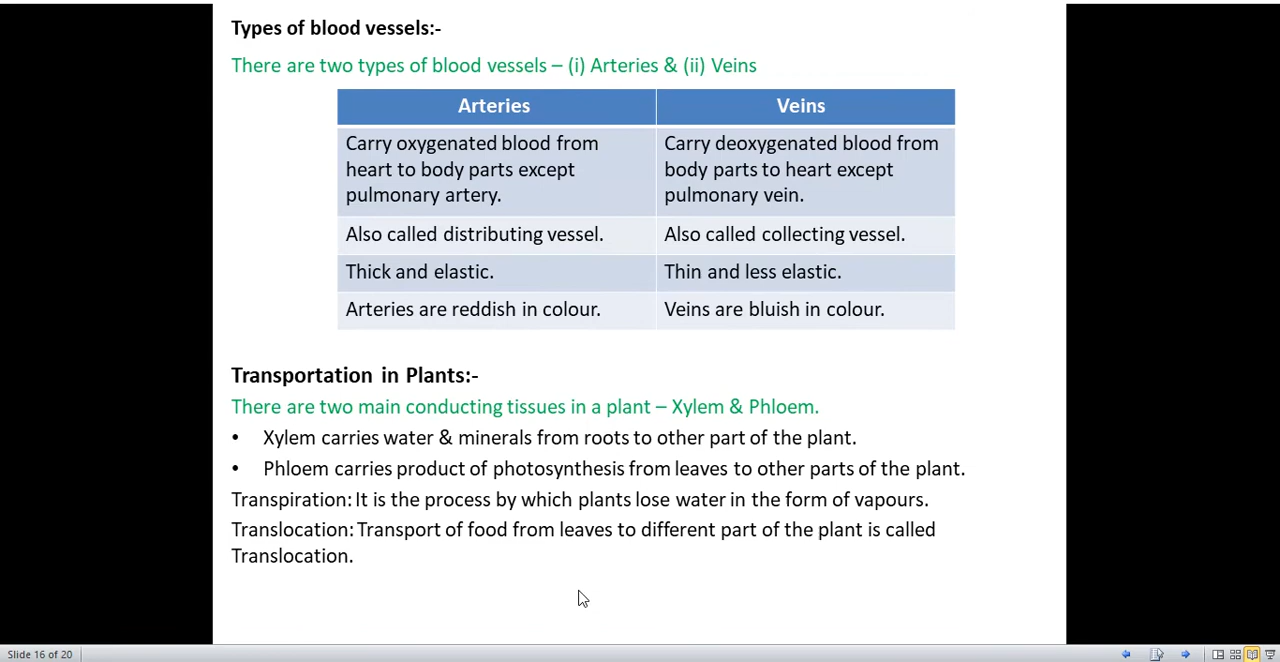 Types of blood vessels:-
There are two types of blood vessels – (i) Arteries & (ii) Veins
Arteries
Veins
Carry oxygenated blood from
heart to body parts except
pulmonary artery.
Carry deoxygenated blood from
body parts to heart except
pulmonary vein.
Also called distributing vessel.
Also called collecting vessel.
Thick and elastic.
Thin and less elastic.
Arteries are reddish in colour.
Veins are bluish in colour.
Transportation in Plants:-
There are two main conducting tissues in a plant – Xylem & Phloem.
• Xylem carries water & minerals from roots to other part of the plant.
• Phloem carries product of photosynthesis from leaves to other parts of the plant.
Transpiration: It is the process by which plants lose water in the form of vapours.
Translocation: Transport of food from leaves to different part of the plant is called
Translocation.
Slide 16 of 20